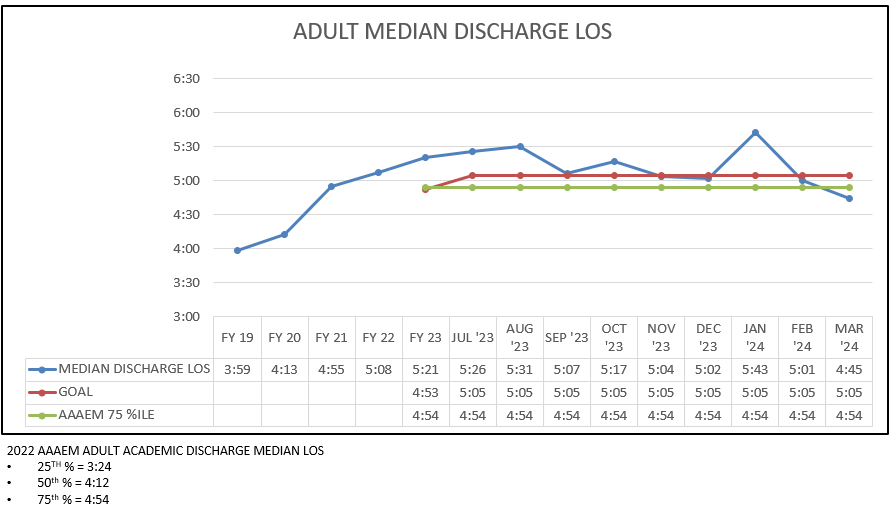 ADULT MEDIAN DISCHARGE LOS
6:30
6:00
5:30
5:00
4:30
4:00
3:30
3:00
FY 19 FY 20 FY 21 FY 22 FY 23 JUL '23 AUG '23 SEP '23 OCT '23 NOV '23 DEC '23 JAN '24 FEB '24 MAR '24
MEDIAN DISCHARGE LOS 3:59 4:13 4:55 5:08 5:21 5:26 5:31 5:07 5:17 5:04 5:02 5:43 5:01 4:45
GOAL 4:53 5:05 5:05 5:05 5:05 5:05 5:05 5:05 5:05 5:05
AAAEM 75 %ILE 4:54 4:54 4:54 4:54 4:54 4:54 4:54 4:54 4:54 4:54
2022 AAAEM ADULT ACADEMIC DISCHARGE MEDIAN LOS
• 25TH % = 3:24
• 50th % = 4:12
• 75th % = 4:54